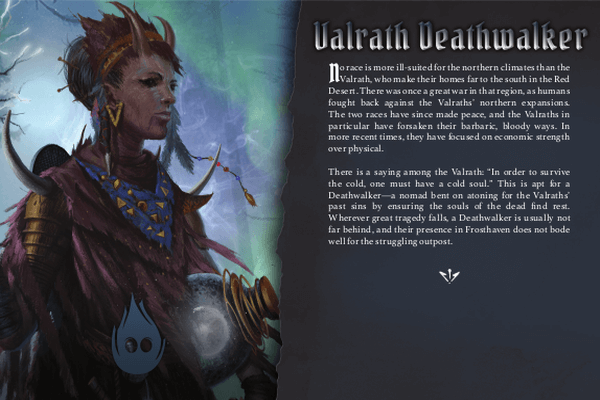 Valrath Deathwalker
No race is more ill-suited for the northern climates than the
Valrath, who make their homes far to the south in the Red
Desert. There was once a great war in that region, as humans
fought back against the Valraths’ northern expansions.
The two races have since made peace, and the Valraths in
particular have forsaken their barbaric, bloody ways. In
more recent times, they have focused on economic strength
over physical.
There is a saying among the Valrath: “In order to survive
the cold, one must have a cold soul.” This is apt for a
Deathwalker—a nomad bent on atoning for the Valraths’
past sins by ensuring the souls of the dead find rest.
Wherever great tragedy falls, a Deathwalker is usually not
far behind, and their presence in Frosthaven does not bode
well for the struggling outpost.